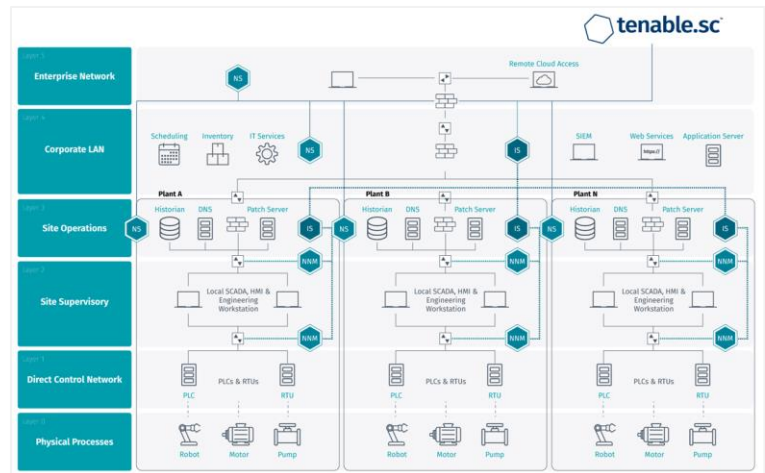 tenable.sc
Layer 5
Enterprise Network
NS
Remote Cloud Access
Layer 4
Corporate LAN
Scheduling
Inventory
IT Services
NS
IS
SIEM
Web Services
Application Server
https://
Plant A
Plant B
Plant N
Layer 3
Site Operations
NS
Historian
DNS
Patch Server
IS
NS
Historian
DNS
Patch Server
IS
NS
Historian
DNS
Patch Server
IS
NNM
NNM
NNM
Layer 2
Site Supervisory
Local SCADA, HMI &
Engineering
Workstation
Local SCADA, HMI &
Engineering
Workstation
Local SCADA, HMI &
Engineering
Workstation
NNM
NNM
NNM
Layer 1
Direct Control Network
PLC
PLCs & RTUs
RTU
PLC
PLCs & RTUs
RTU
PLC
PLCs & RTUs
RTU
Layer 0
Physical Processes
Robot
Motor
Pump
Robot
Motor
Pump
Robot
Motor
Pump